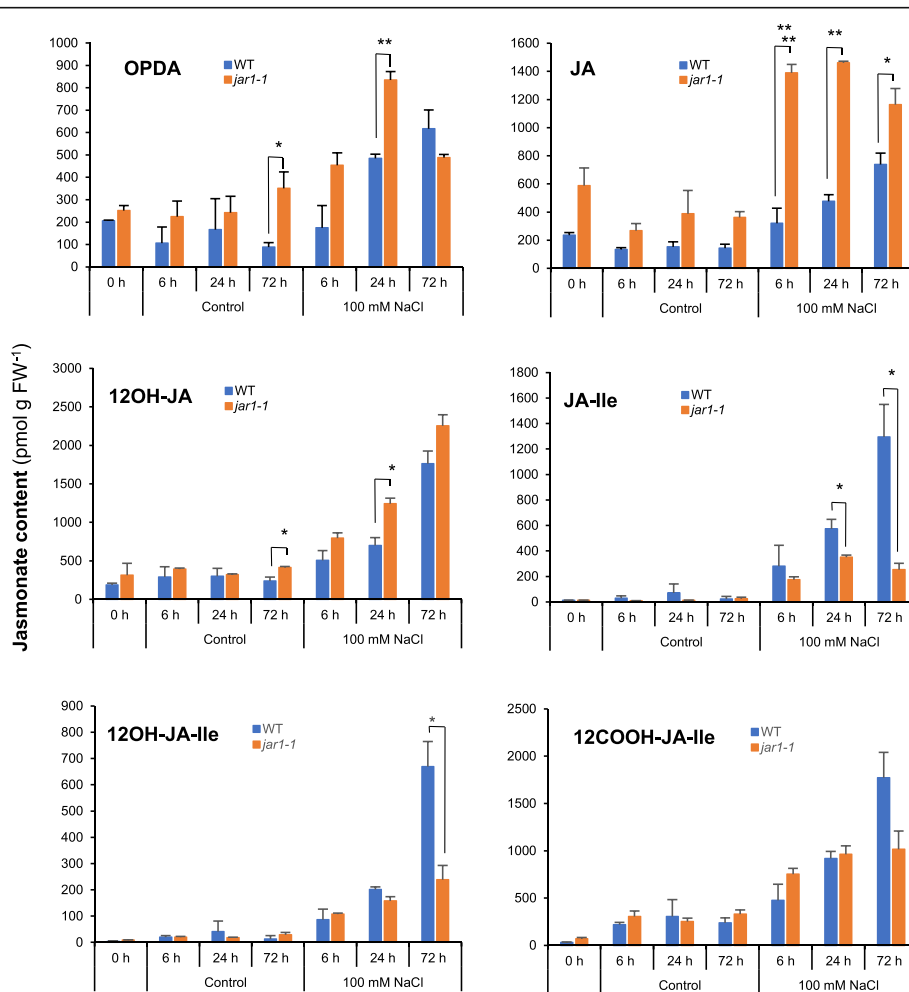 OPDA
WT
jar1-1
**
*
1000
900
800
700
600
500
400
300
200
100
0
0 h 6 h 24 h 72 h 6 h 24 h 72 h
Control 100 mM NaCl
JA
WT
jar1-1
**
**
**
*
1600
1400
1200
1000
800
600
400
200
0
0 h 6 h 24 h 72 h 6 h 24 h 72 h
Control 100 mM NaCl
Jasmonate content (pmol g FW-1)
12OH-JA
WT
jar1-1
*
*
3000
2500
2000
1500
1000
500
0
0 h 6 h 24 h 72 h 6 h 24 h 72 h
Control 100 mM NaCl
JA-Ile
WT
jar1-1
*
*
1800
1600
1400
1200
1000
800
600
400
200
0
0 h 6 h 24 h 72 h 6 h 24 h 72 h
Control 100 mM NaCl
12OH-JA-Ile
WT
jar1-1
*
900
800
700
600
500
400
300
200
100
0
0 h 6 h 24 h 72 h 6 h 24 h 72 h
Control 100 mM NaCl
12COOH-JA-Ile
WT
jar1-1
2500
2000
1500
1000
500
0
0 h 6 h 24 h 72 h 6 h 24 h 72 h
Control 100 mM NaCl